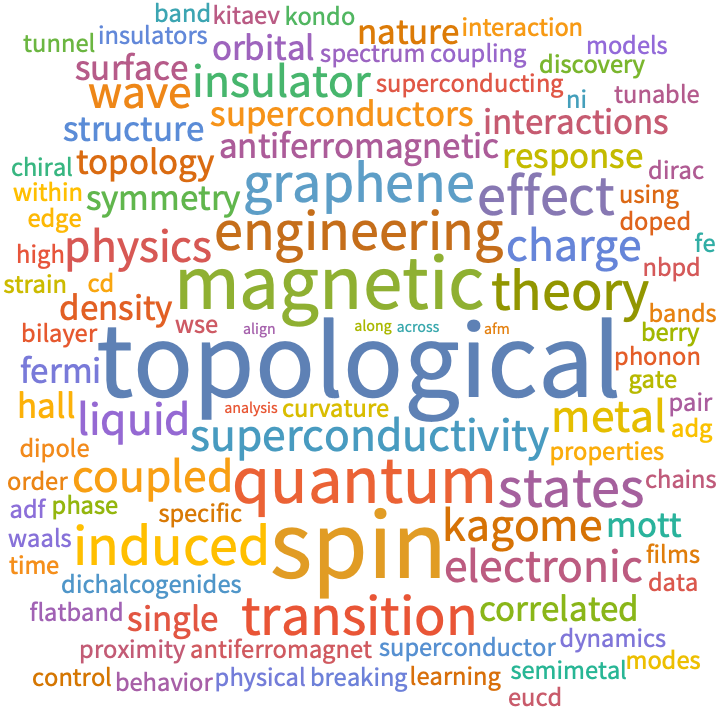 band kitaev kondo
tunnel insulators orbital nature interaction
spectrum coupling models
surface insulator superconducting discovery
wave superconductors ni tunable
structure antiferromagnetic interactions
chiral topology response dirac
within symmetry graphene effect using
edge engineering doped
high physics charge fe
strain cd magnetic theory nbpd
density bands
bilayer wse align along across afm berry
fermi topological phonon
gate
hall liquid analysis curvature metal pair
adg
dipole superconductivity properties
order coupled quantum states chains
adf phase specific kagome mott
waals induced spin electronic films
time
dichalcogenides data
flatband single transition correlated
proximity antiferromagnet superconductor dynamics
control behavior physical breaking learning semimetal modes
eucd